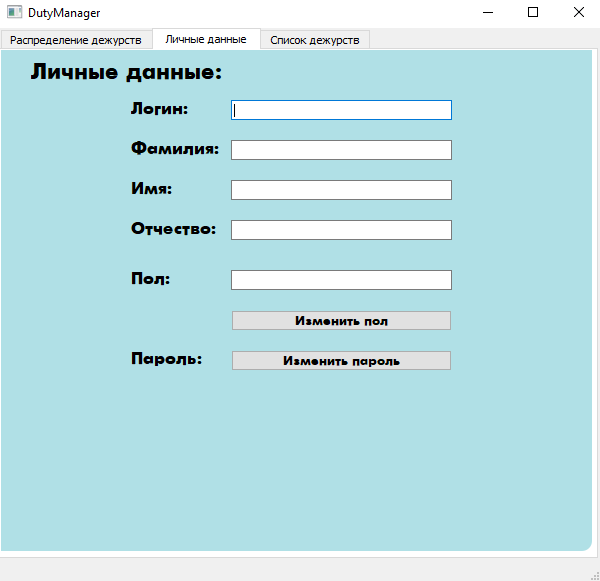 DutyManager
Распределение дежурств Личные данные Список дежурств
Личные данные:
Логин:
Фамилия:
Имя:
Отчество:
Пол:
Изменить пол
Пароль: Изменить пароль